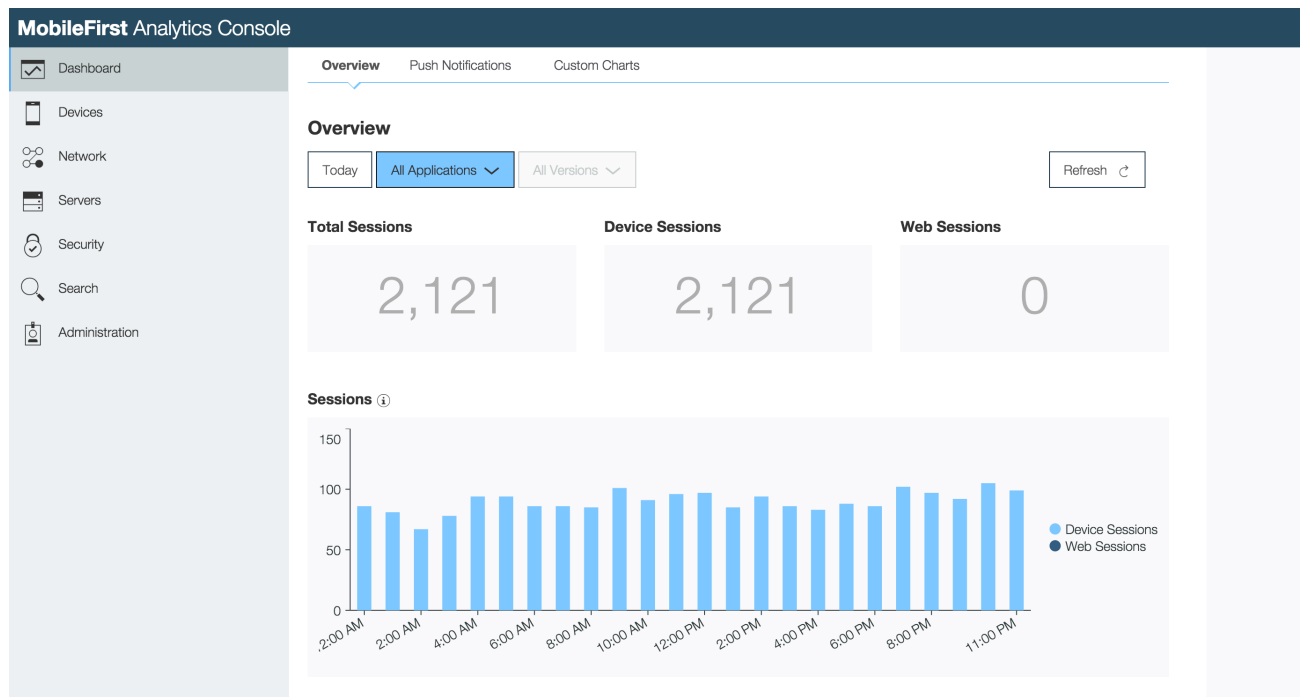 MobileFirst Analytics Console
Dashboard
Devices
Network
Servers
Security
Search
Administration
Overview Push Notifications Custom Charts
Overview
Today All Applications All Versions Refresh
Total Sessions Device Sessions Web Sessions
2,121 2,121 0
Sessions
150
100
50
0
Device Sessions
Web Sessions
2:00 AM 2:00 AM 4:00 AM 6:00 AM 8:00 AM 10:00 AM 12:00 PM 2:00 PM 4:00 PM 6:00 PM 8:00 PM 11:00 PM